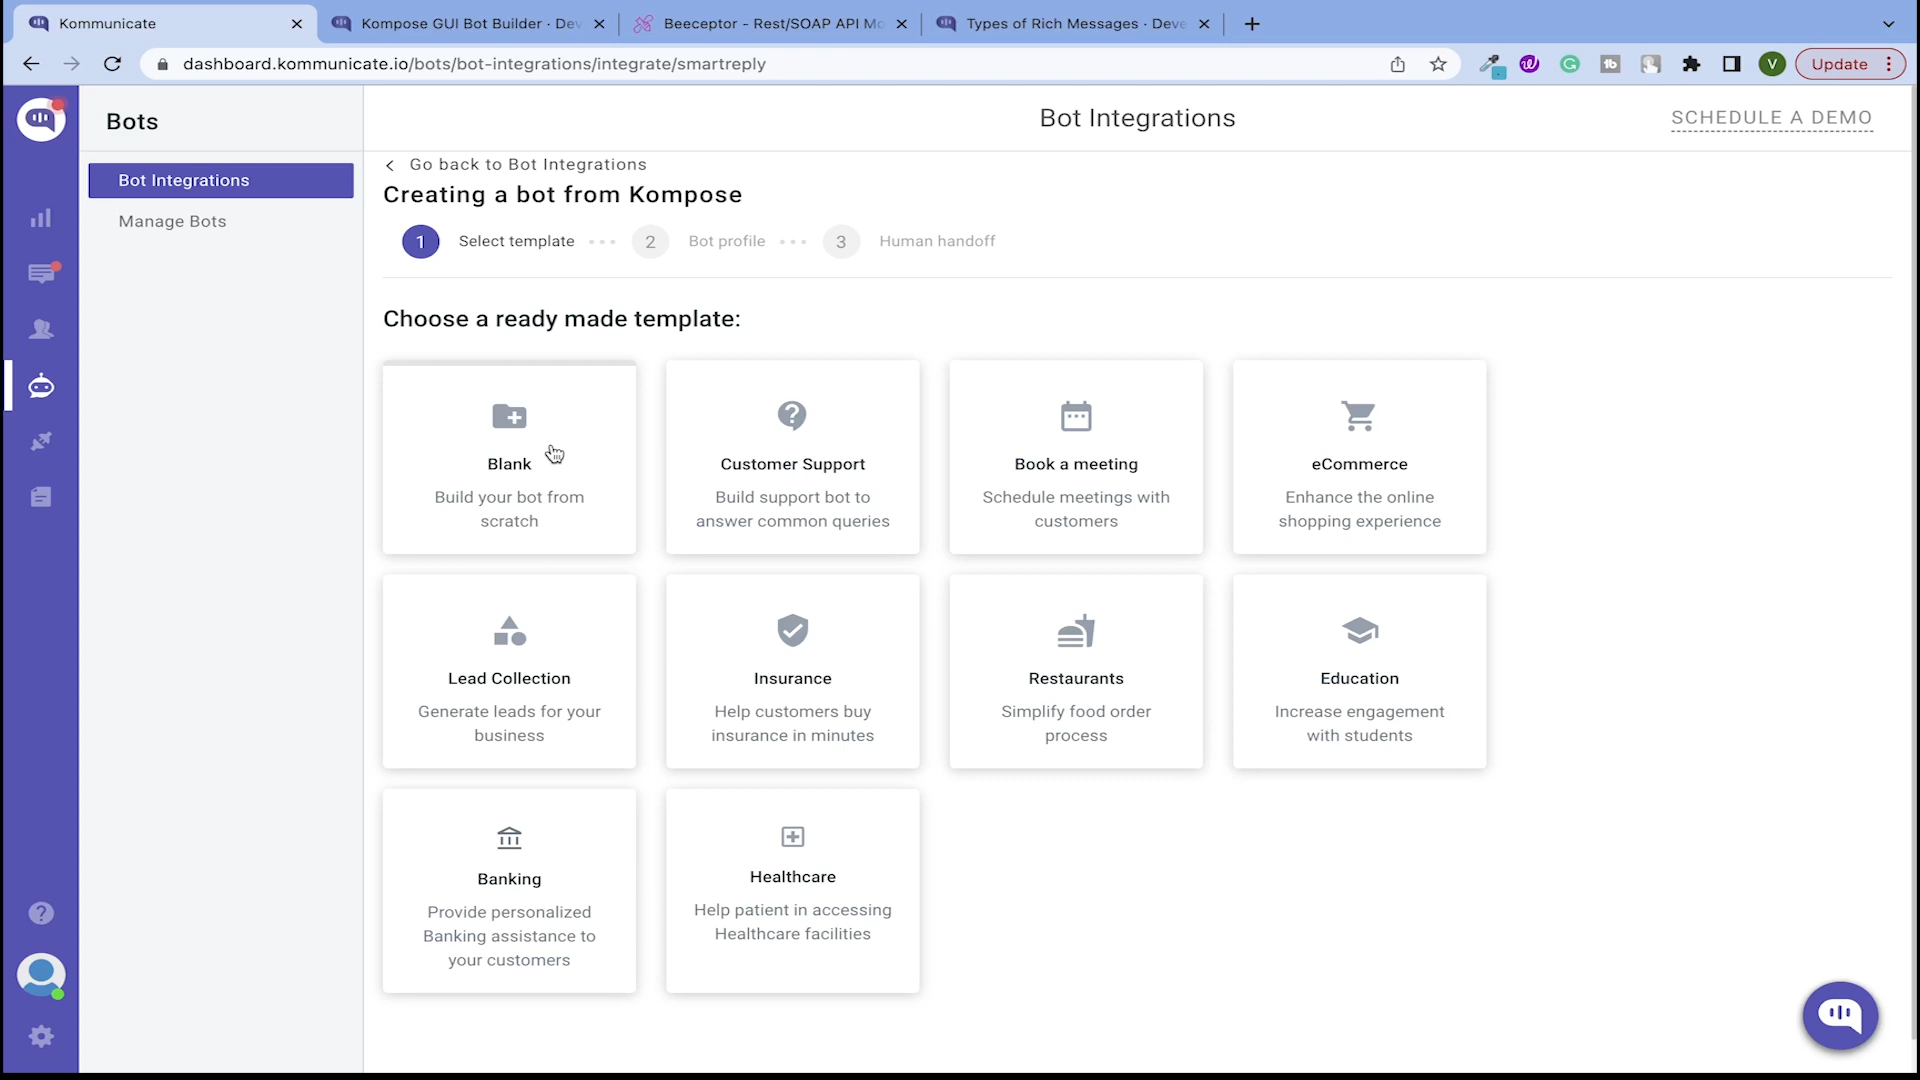 Kommunicate
Kompose GUI Bot Builder · Dev
Beeceptor - Rest/SOAP API Mo
Types of Rich Messages · Deve
dashboard.kommunicate.io/bots/bot-integrations/integrate/smartreply
V
Update
Bots
Bot Integrations
SCHEDULE A DEMO
Bot Integrations
Manage Bots
Go back to Bot Integrations
Creating a bot from Kompose
1 Select template
2 Bot profile
3 Human handoff
Choose a ready made template:
Blank
Build your bot from
scratch
Customer Support
Build support bot to
answer common queries
Book a meeting
Schedule meetings with
customers
eCommerce
Enhance the online
shopping experience
Lead Collection
Generate leads for your
business
Insurance
Help customers buy
insurance in minutes
Restaurants
Simplify food order
process
Education
Increase engagement
with students
Banking
Provide personalized
Banking assistance to
your customers
Healthcare
Help patient in accessing
Healthcare facilities